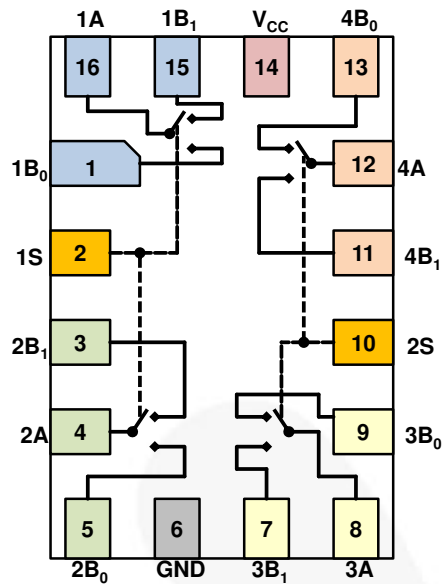 1A 1B₁ V_CC 4B₀
16 15 14 13
1B₀ 1 12 4A
1S 2 11 4B₁
2B₁ 3 10 2S
2A 4 9 3B₀
5 6 7 8
2B₀ GND 3B₁ 3A